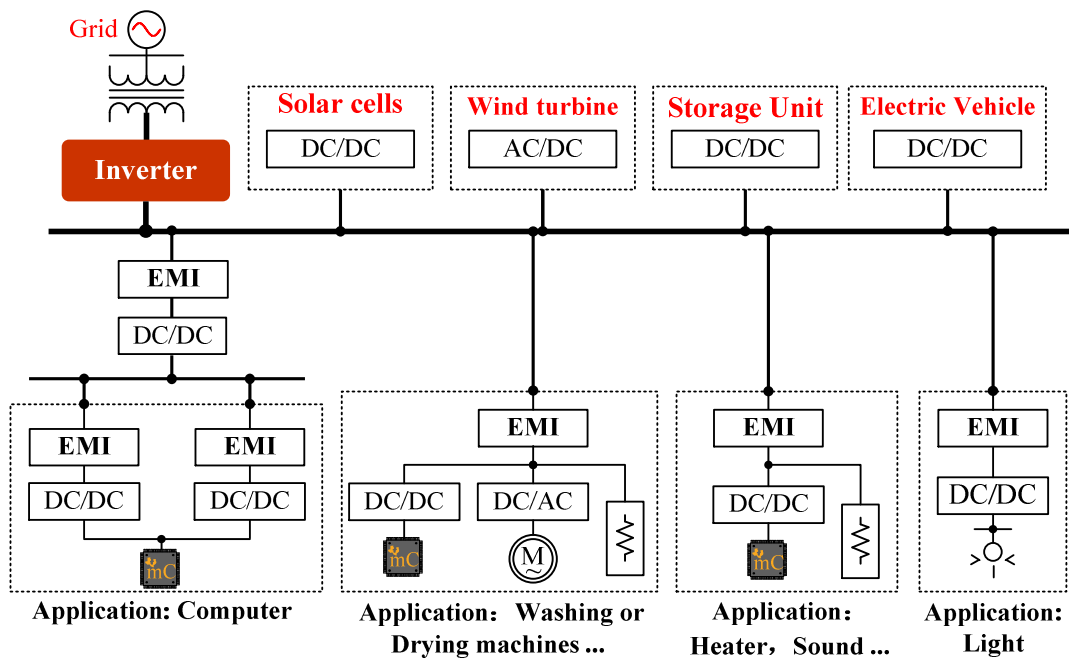 Grid
Inverter
Solar cells
DC/DC
Wind turbine
AC/DC
Storage Unit
DC/DC
Electric Vehicle
DC/DC
EMI
DC/DC
EMI
DC/DC
EMI
DC/DC
mC
Application: Computer
EMI
DC/DC
DC/AC
mC
M
~
Application： Washing or
Drying machines ...
EMI
DC/DC
mC
Application：
Heater，Sound ...
EMI
DC/DC
Application:
Light